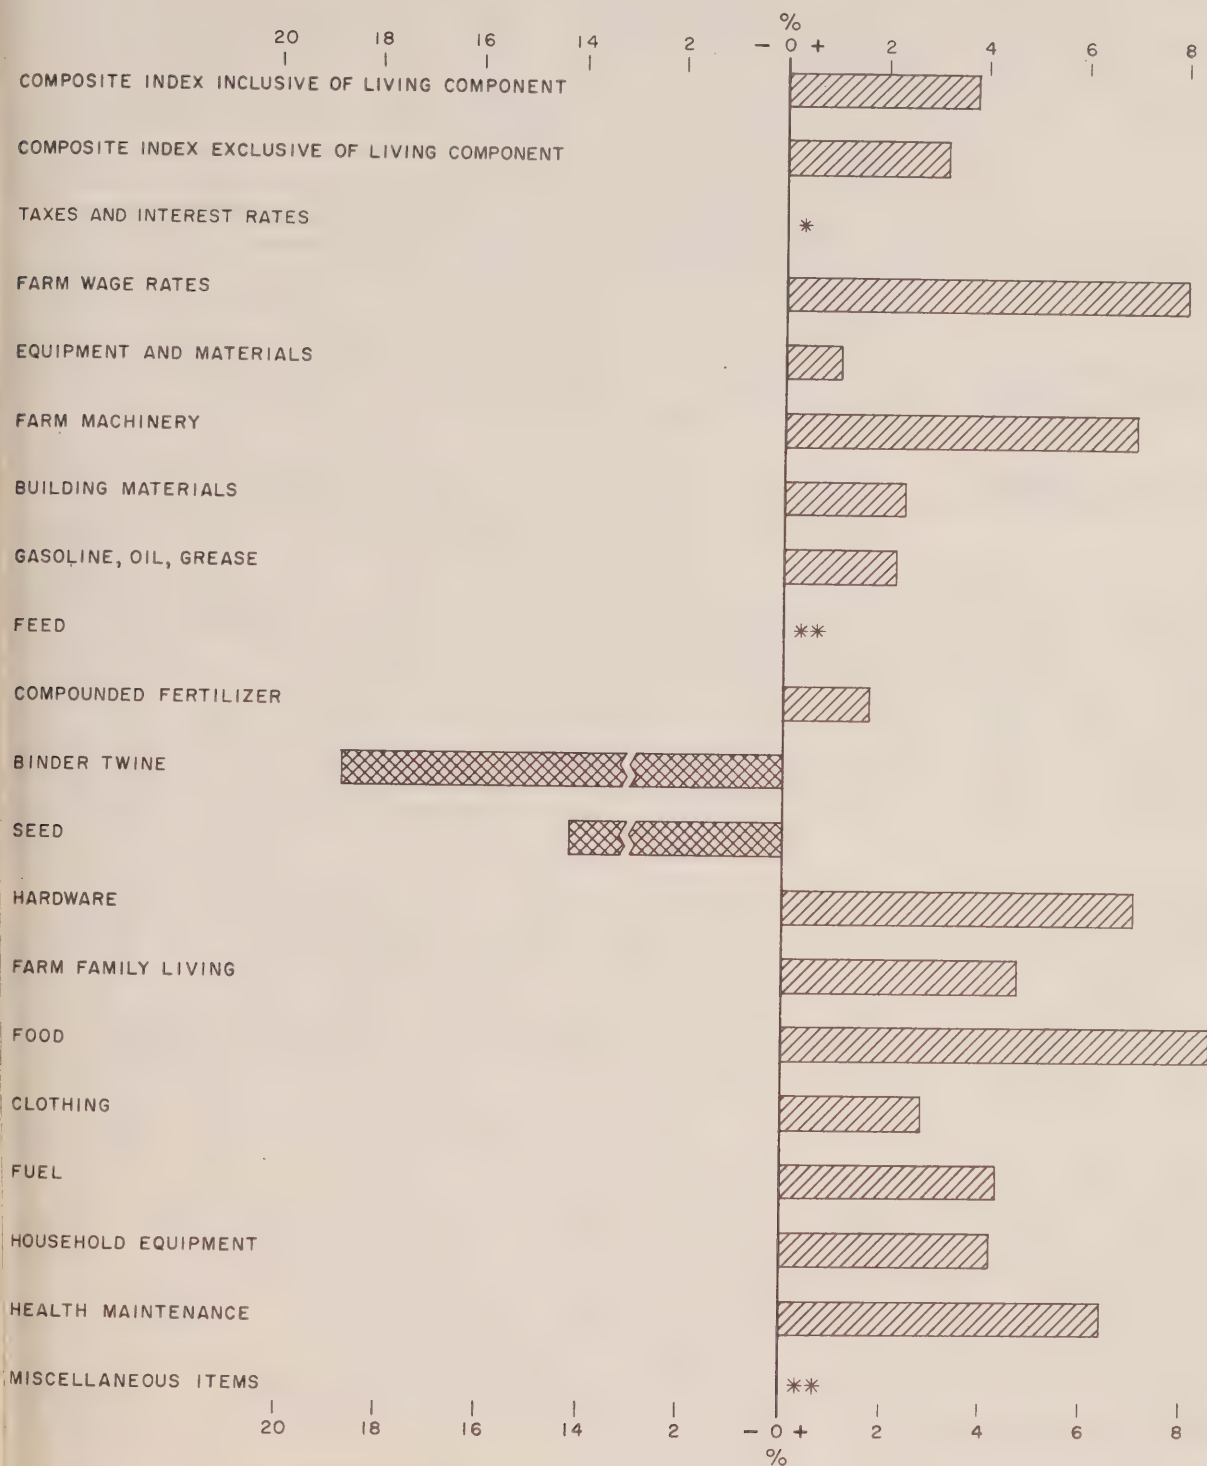 %
20 18 16 14 2 — 0 + 2 4 6 8
COMPOSITE INDEX INCLUSIVE OF LIVING COMPONENT
COMPOSITE INDEX EXCLUSIVE OF LIVING COMPONENT
TAXES AND INTEREST RATES *
FARM WAGE RATES
EQUIPMENT AND MATERIALS
FARM MACHINERY
BUILDING MATERIALS
GASOLINE, OIL, GREASE
FEED **
COMPOUNDED FERTILIZER
BINDER TWINE
SEED
HARDWARE
FARM FAMILY LIVING
FOOD
CLOTHING
FUEL
HOUSEHOLD EQUIPMENT
HEALTH MAINTENANCE
MISCELLANEOUS ITEMS **
20 18 16 14 2 — 0 + 2 4 6 8
%